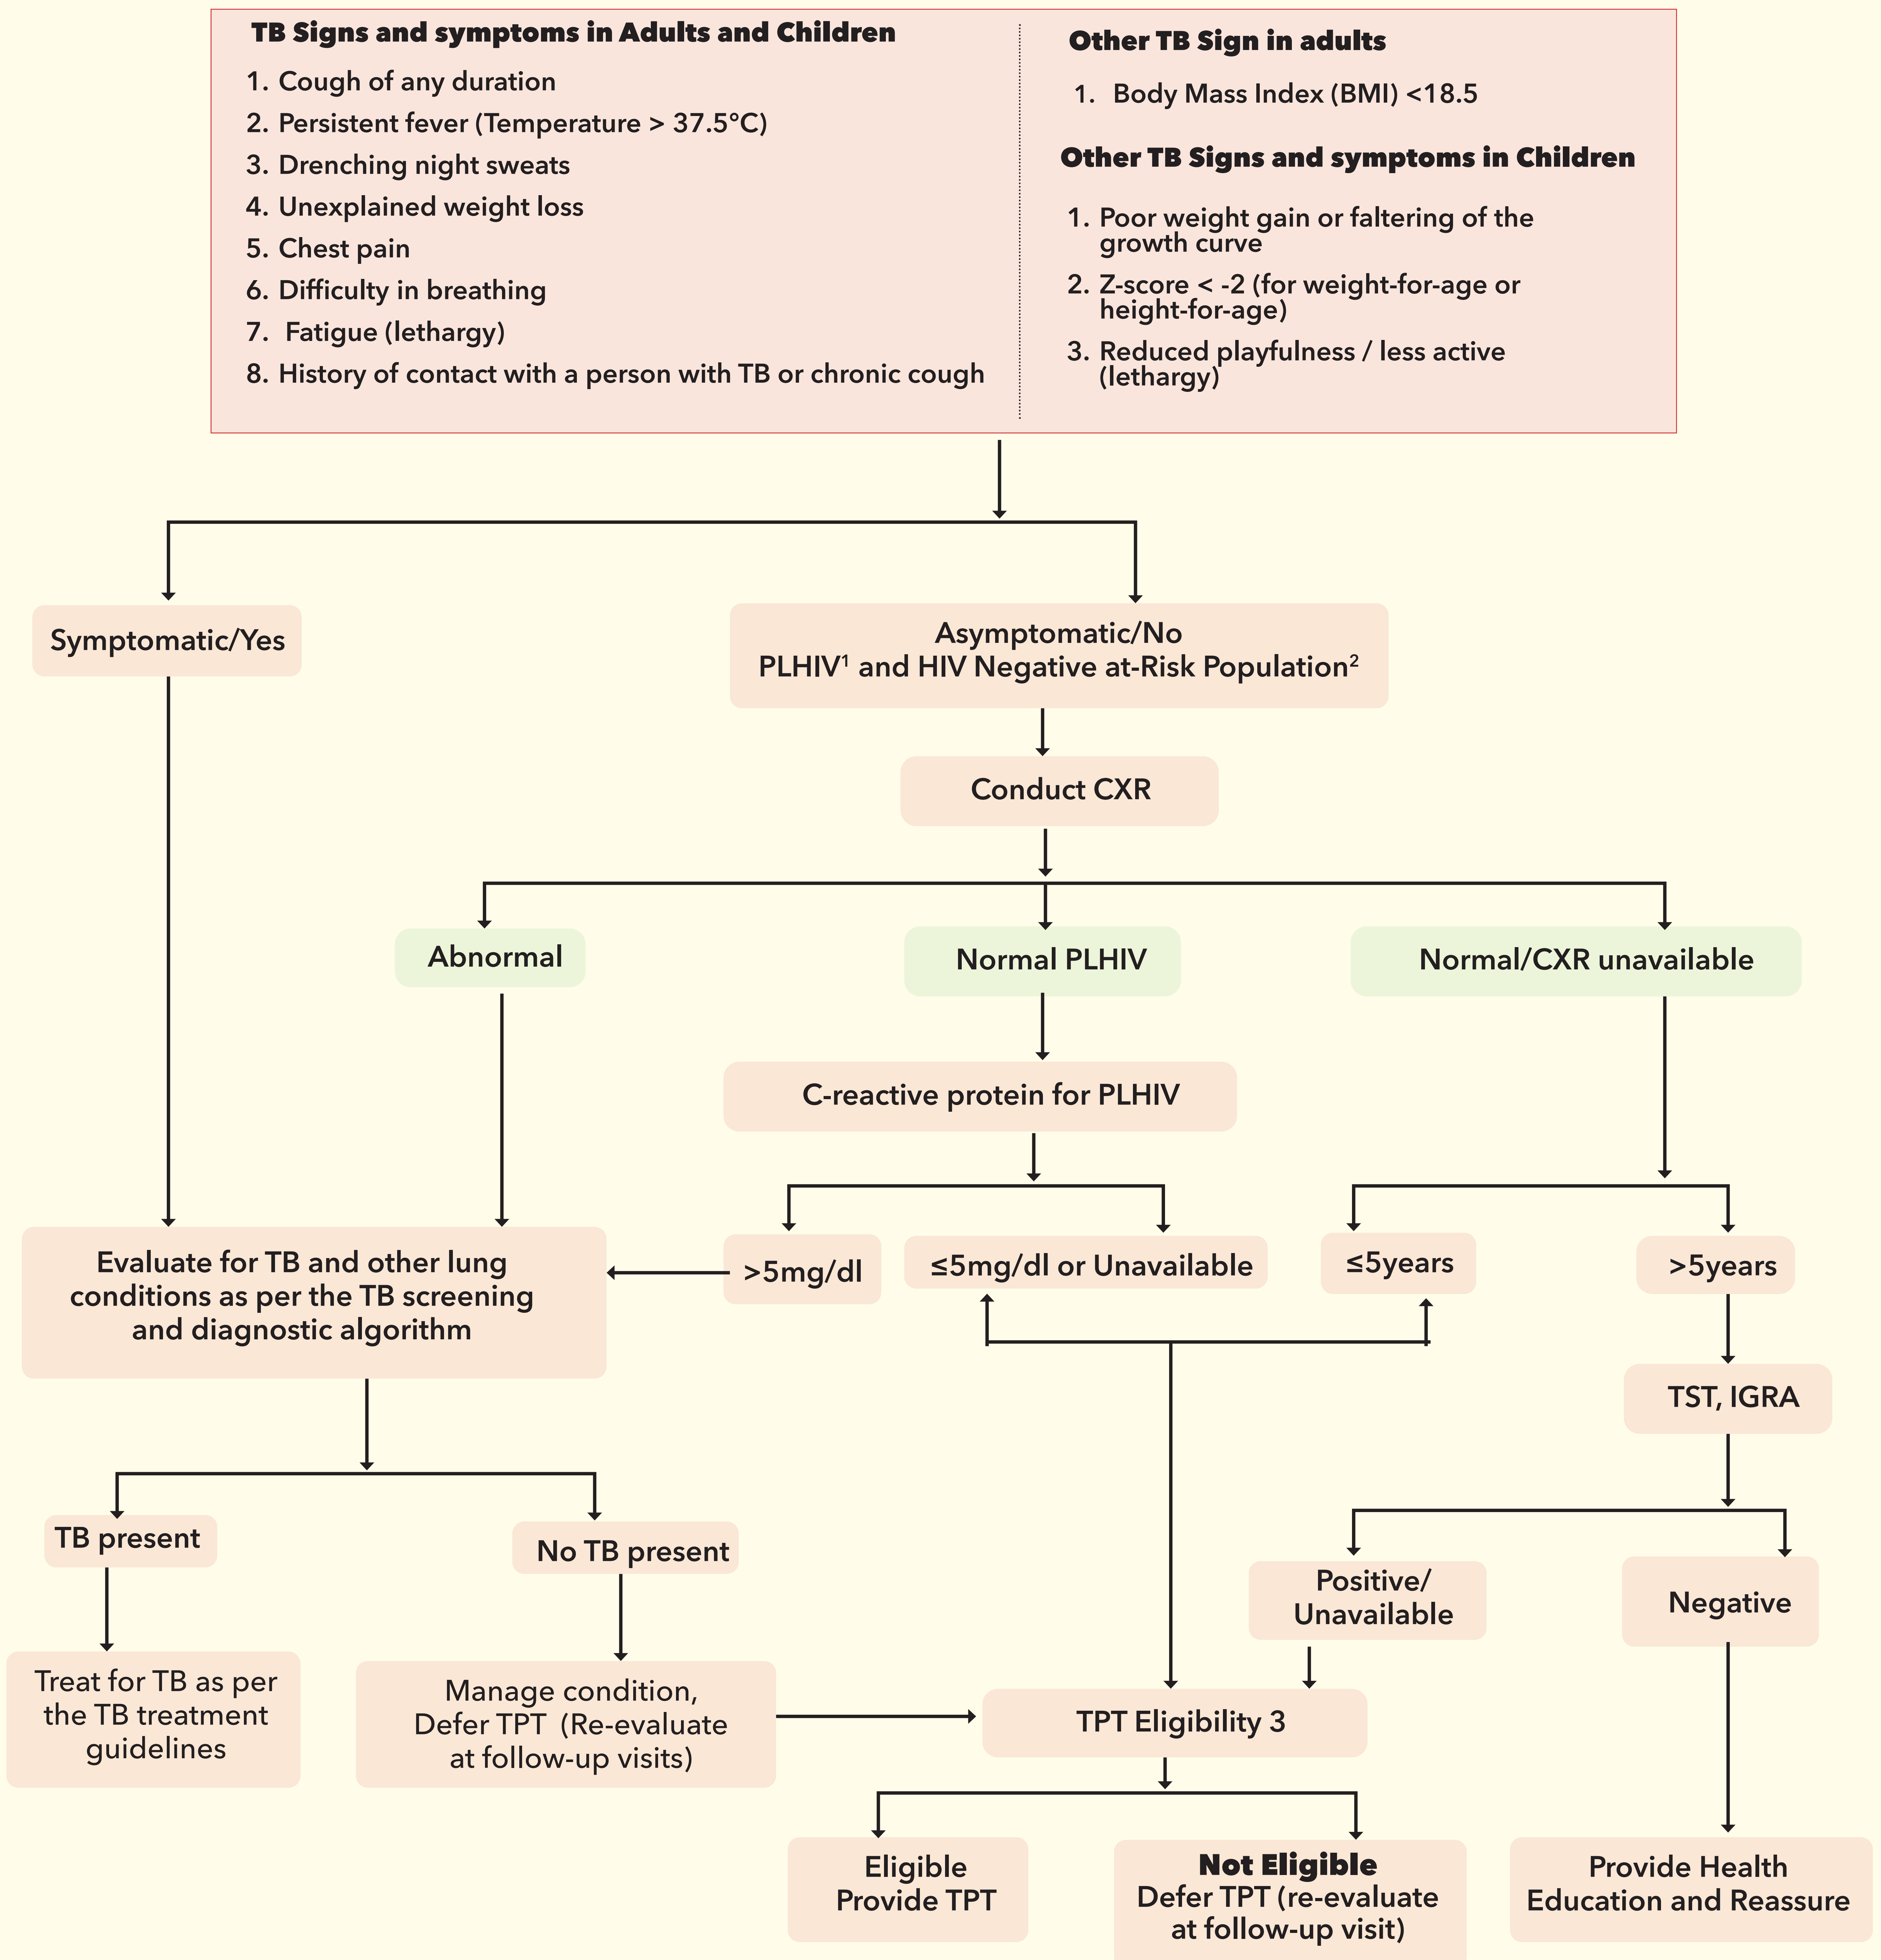 TB Signs and symptoms in Adults and Children
1. Cough of any duration
2. Persistent fever (Temperature > 37.5°C)
3. Drenching night sweats
4. Unexplained weight loss
5. Chest pain
6. Difficulty in breathing
7. Fatigue (lethargy)
8. History of contact with a person with TB or chronic cough
Other TB Sign in adults
1. Body Mass Index (BMI) <18.5
Other TB Signs and symptoms in Children
1. Poor weight gain or faltering of the
growth curve
2. Z-score < -2 (for weight-for-age or
height-for-age)
3. Reduced playfulness / less active
(lethargy)
Symptomatic/Yes
Asymptomatic/No
PLHIV¹ and HIV Negative at-Risk Population²
Conduct CXR
Abnormal
Normal PLHIV
Normal/CXR unavailable
C-reactive protein for PLHIV
Evaluate for TB and other lung
conditions as per the TB screening
and diagnostic algorithm
>5mg/dl
≤5mg/dl or Unavailable
≤5years
>5years
TST, IGRA
TB present
No TB present
Positive/
Unavailable
Negative
Treat for TB as per
the TB treatment
guidelines
Manage condition,
Defer TPT (Re-evaluate
at follow-up visits)
TPT Eligibility 3
Eligible
Provide TPT
Not Eligible
Defer TPT (re-evaluate
at follow-up visit)
Provide Health
Education and Reassure